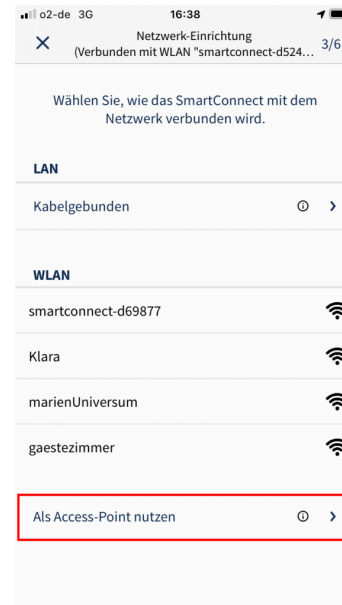 o2-de 3G 16:38
Netzwerk-Einrichtung
(Verbunden mit WLAN "smartconnect-d524... 3/6
Wählen Sie, wie das SmartConnect mit dem
Netzwerk verbunden wird.
LAN
Kabelgebunden
WLAN
smartconnect-d69877
Klara
marienUniversum
gaestezimmer
Als Access-Point nutzen